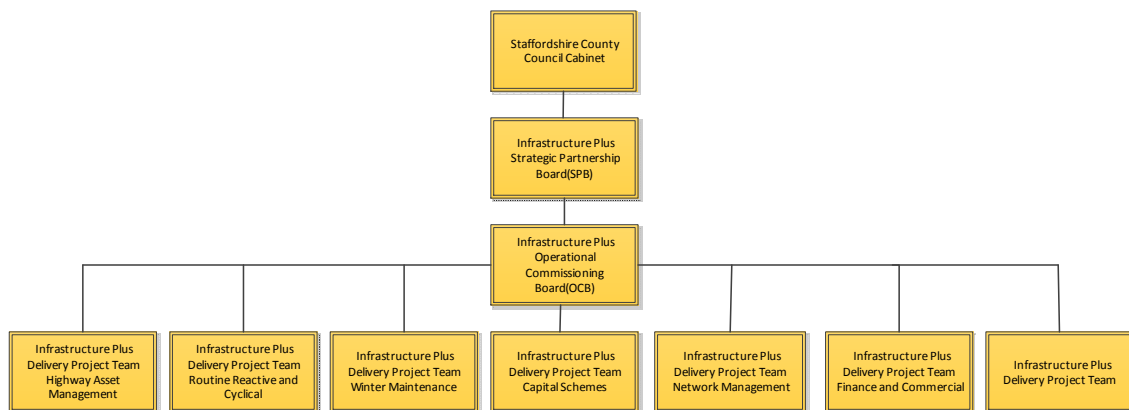 Staffordshire County
Council Cabinet
Infrastructure Plus
Strategic Partnership
Board(SPB)
Infrastructure Plus
Operational
Commissioning
Board(OCB)
Infrastructure Plus
Delivery Project Team
Highway Asset
Management
Infrastructure Plus
Delivery Project Team
Routine Reactive and
Cyclical
Infrastructure Plus
Delivery Project Team
Winter Maintenance
Infrastructure Plus
Delivery Project Team
Capital Schemes
Infrastructure Plus
Delivery Project Team
Network Management
Infrastructure Plus
Delivery Project Team
Finance and Commercial
Infrastructure Plus
Delivery Project Team